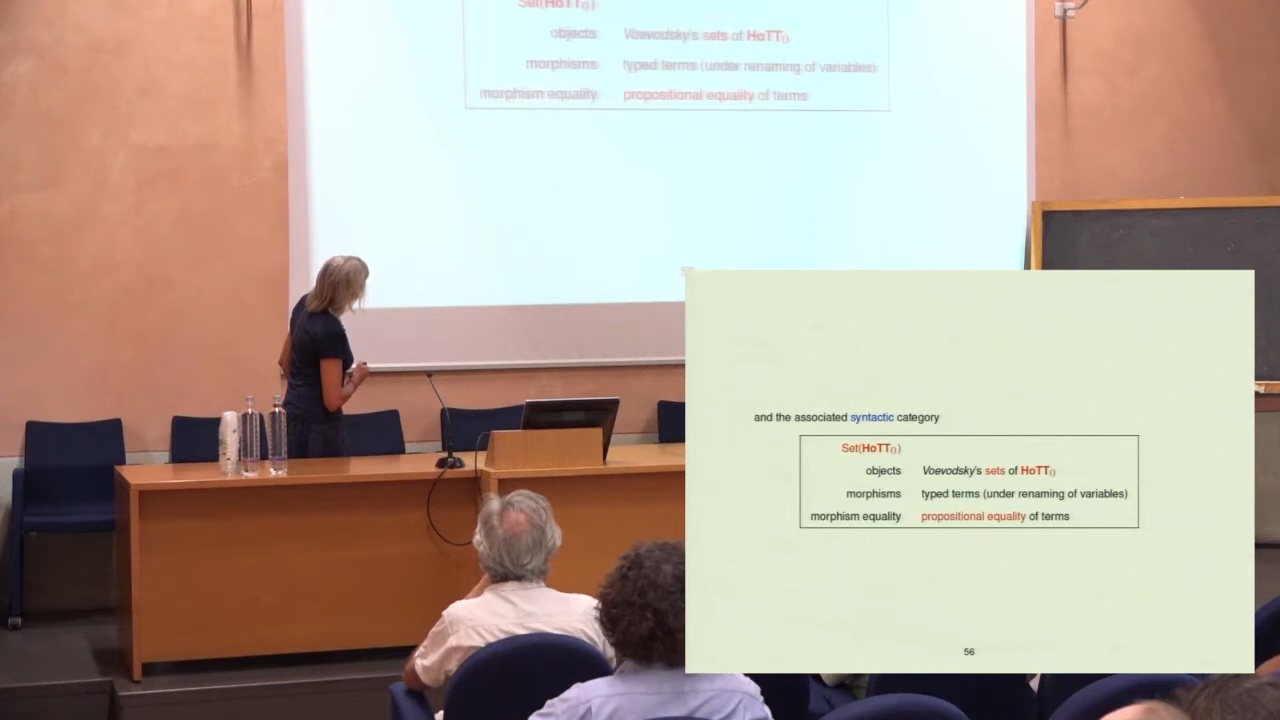 Set(HoTT₀)
objects Voevodsky's sets of HoTT₀
morphisms typed terms (under renaming of variables)
morphism equality propositional equality of terms
and the associated syntactic category
Set(HoTT₀)
objects Voevodsky's sets of HoTT₀
morphisms typed terms (under renaming of variables)
morphism equality propositional equality of terms
56